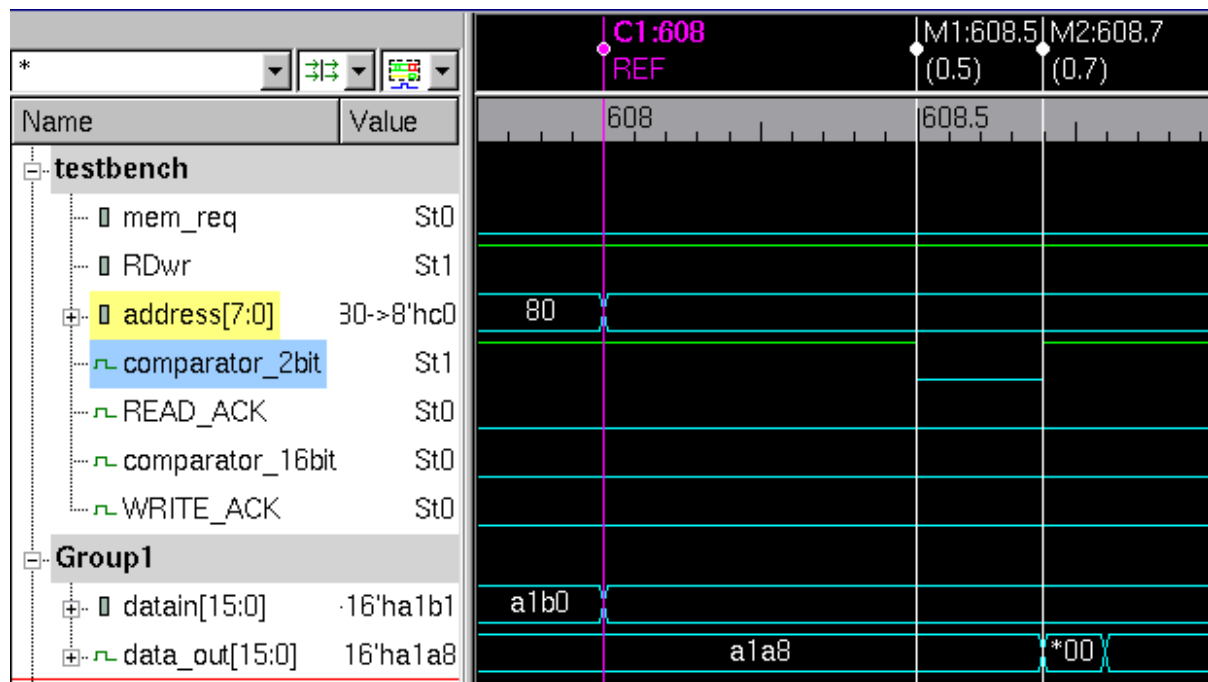 C1:608 M1:608.5 M2:608.7
* REF (0.5) (0.7)
Name Value 608 608.5
testbench
mem_req St0
RDwr St1
address[7:0] 80->8'hc0 80
comparator_2bit St1
READ_ACK St0
comparator_16bit St0
WRITE_ACK St0
Group1
datain[15:0] 16'ha1b1 a1b0
data_out[15:0] 16'ha1a8 a1a8 *00